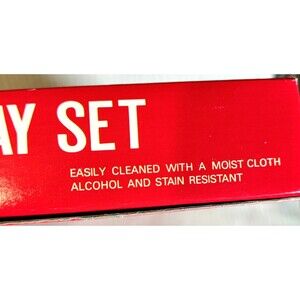 AY SET
EASILY CLEANED WITH A MOIST CLOTH
ALCOHOL AND STAIN RESISTANT